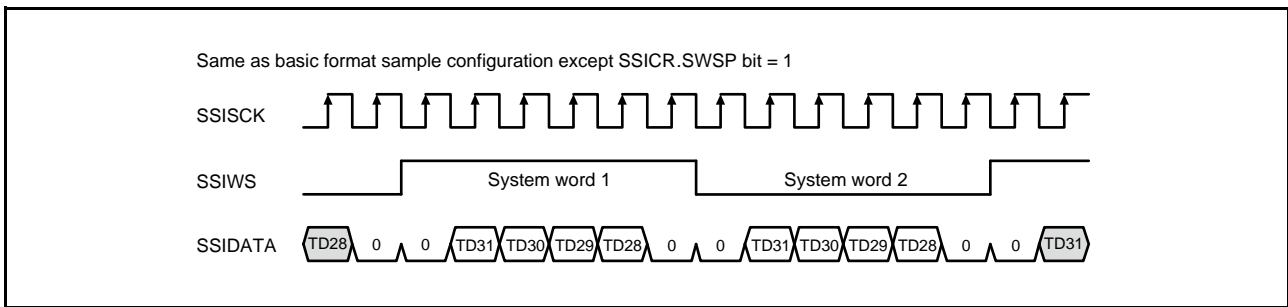 Same as basic format sample configuration except SSICR.SWSP bit = 1
SSISCK
SSIWS System word 1 System word 2
SSIDATA TD28 0 0 TD31 TD30 TD29 TD28 0 0 TD31 TD30 TD29 TD28 0 0 TD31